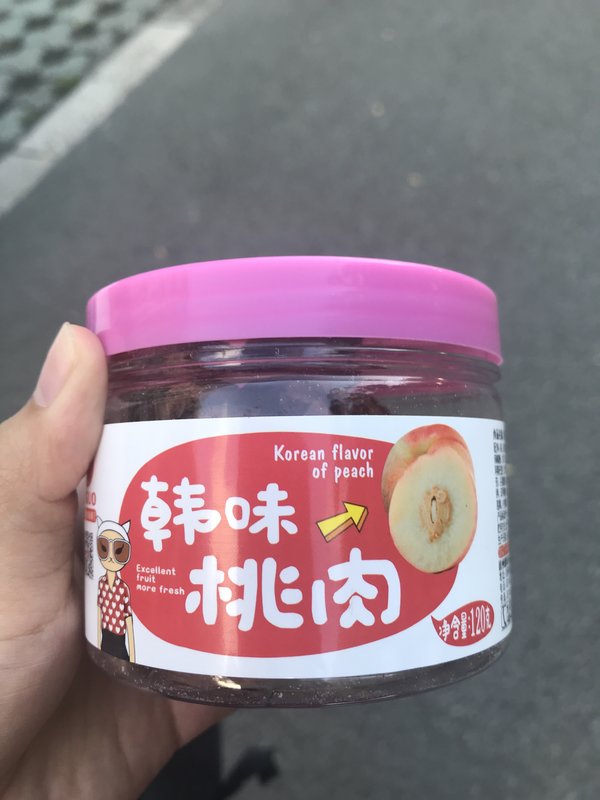 Korean flavor
of peach
韩味
桃肉
Excellent
fruit
more fresh
净含量:120克